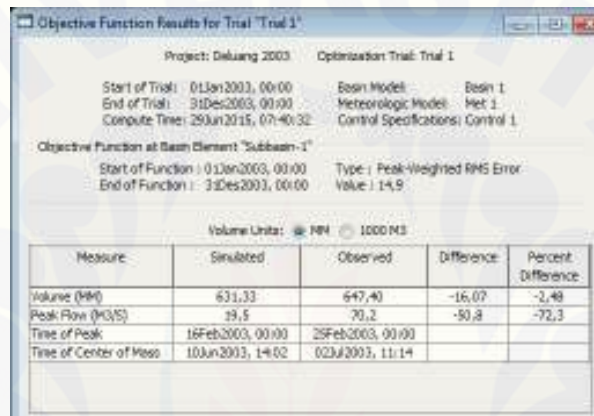 Objective Function Results for Trial "Trial 1"
Project: Deluang 2003 Optimization Trial: Trial 1
Start of Trial: 01Jan2003, 00:00 Basin Model: Basin 1
End of Trial: 31Des2003, 00:00 Meteorologic Model: Met 1
Compute Time: 29Jun2015, 07:40:32 Control Specifications: Control 1
Objective Function at Basin Element "Subbasin-1"
Start of Function : 01Jan2003, 00:00 Type : Peak-Weighted RMS Error
End of Function : 31Des2003, 00:00 Value : 14,9
Volume Units: MM 1000 M3
Measure Simulated Observed Difference Percent Difference
Volume (MM) 631,33 647,40 -16,07 -2,48
Peak Flow (M3/S) 19,5 70,2 -50,8 -72,3
Time of Peak 16Feb2003, 00:00 25Feb2003, 00:00
Time of Center of Mass 10Jun2003, 14:02 02Jul2003, 11:14